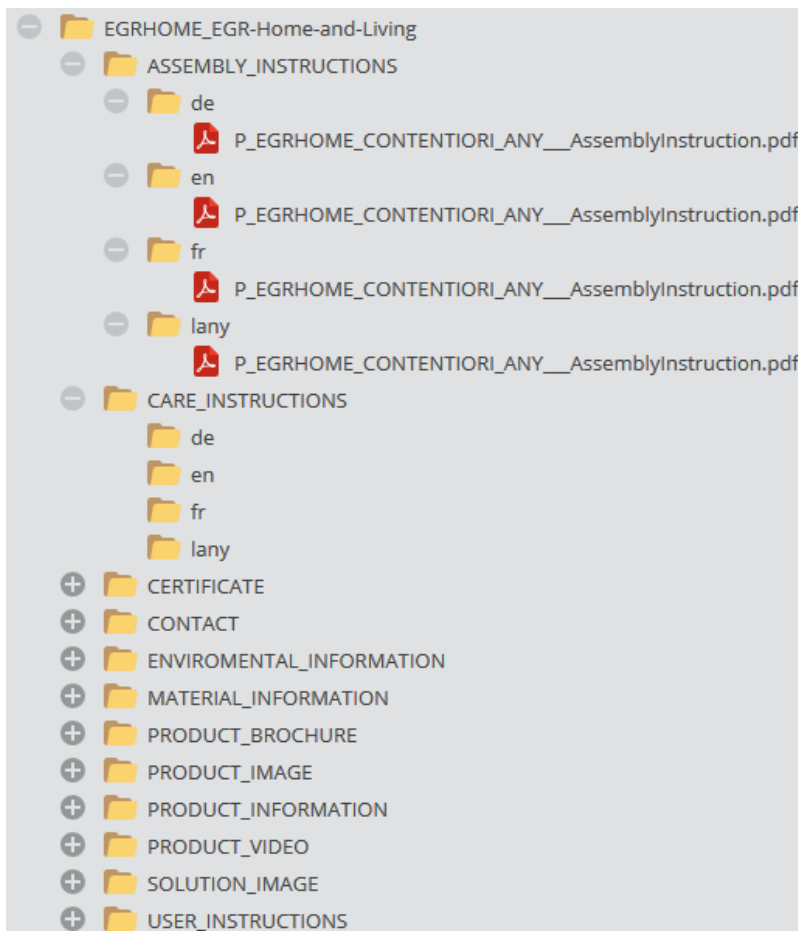 EGRHOME_EGR-Home-and-Living
ASSEMBLY_INSTRUCTIONS
de
P_EGRHOME_CONTENTIORI_ANY___AssemblyInstruction.pdf
en
P_EGRHOME_CONTENTIORI_ANY___AssemblyInstruction.pdf
fr
P_EGRHOME_CONTENTIORI_ANY___AssemblyInstruction.pdf
lany
P_EGRHOME_CONTENTIORI_ANY___AssemblyInstruction.pdf
CARE_INSTRUCTIONS
de
en
fr
lany
CERTIFICATE
CONTACT
ENVIROMENTAL_INFORMATION
MATERIAL_INFORMATION
PRODUCT_BROCHURE
PRODUCT_IMAGE
PRODUCT_INFORMATION
PRODUCT_VIDEO
SOLUTION_IMAGE
USER_INSTRUCTIONS